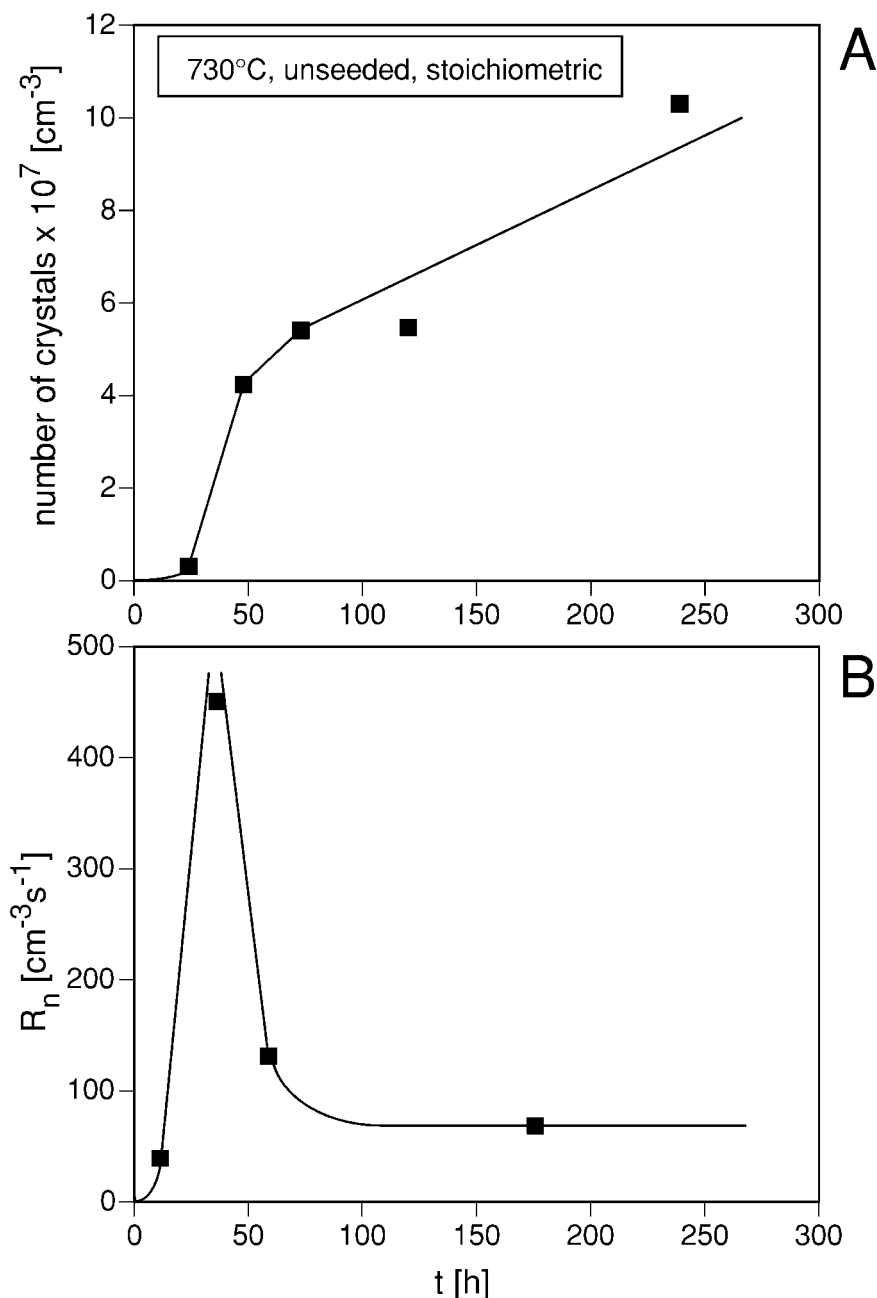 A
730°C, unseeded, stoichiometric
number of crystals x 10⁷ [cm⁻³]
12
10
8
6
4
2
0
0 50 100 150 200 250 300
B
Rₙ [cm⁻³s⁻¹]
500
400
300
200
100
0
0 50 100 150 200 250 300
t [h]